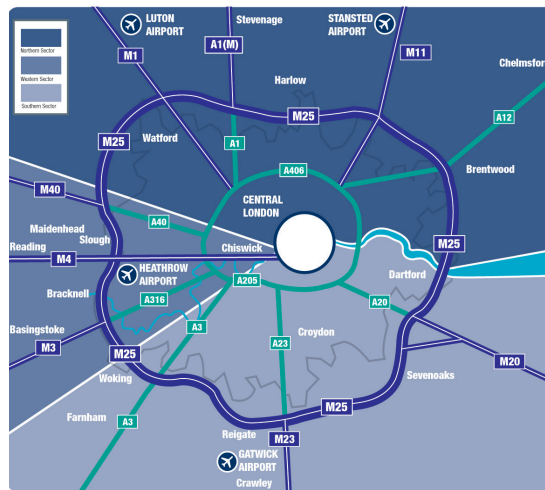 LUTON
AIRPORT
Stevenage
STANSTED
AIRPORT
Northern Sector
Western Sector
Southern Sector
M1
A1(M)
M11
Chelmsfor
Harlow
M25
M25
A12
Watford
A1
A406
Brentwood
M40
CENTRAL
LONDON
Maidenhead
A40
Reading
Slough
Chiswick
M25
M4
HEATHROW
AIRPORT
Dartford
Bracknell
A205
A316
A20
Basingstoke
A3
Croydon
A23
M3
M25
M20
Woking
Sevenoaks
Farnham
M25
A3
Reigate
M23
GATWICK
AIRPORT
Crawley